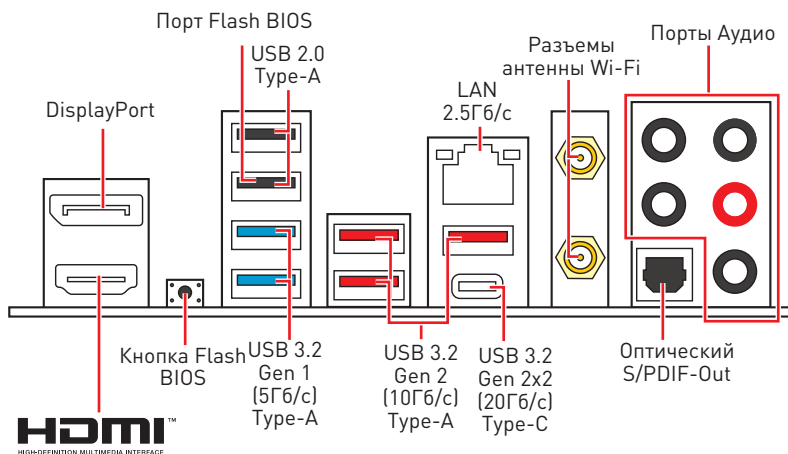 Порт Flash BIOS
USB 2.0
Type-A
DisplayPort
LAN
2.5Гб/с
Разъемы
антенны Wi-Fi
Порты Аудио
Кнопка Flash
BIOS
USB 3.2
Gen 1
(5Гб/с)
Type-A
USB 3.2
Gen 2
(10Гб/с)
Type-A
USB 3.2
Gen 2x2
(20Гб/с)
Type-C
Оптический
S/PDIF-Out
HDMI™
HIGH-DEFINITION MULTIMEDIA INTERFACE